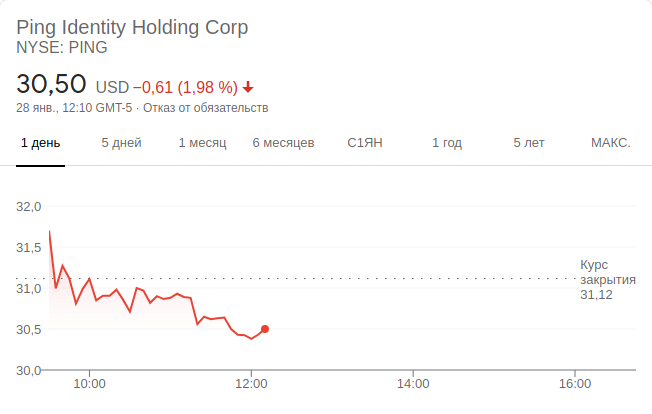 Ping Identity Holding Corp
NYSE: PING
30,50 USD −0,61 (1,98 %)
28 янв., 12:10 GMT-5 · Отказ от обязательств
1 день 5 дней 1 месяц 6 месяцев С1ЯН 1 год 5 лет МАКС.
32,0
31,5
Курс
закрытия
31,12
31,0
30,5
30,0
10:00 12:00 14:00 16:00